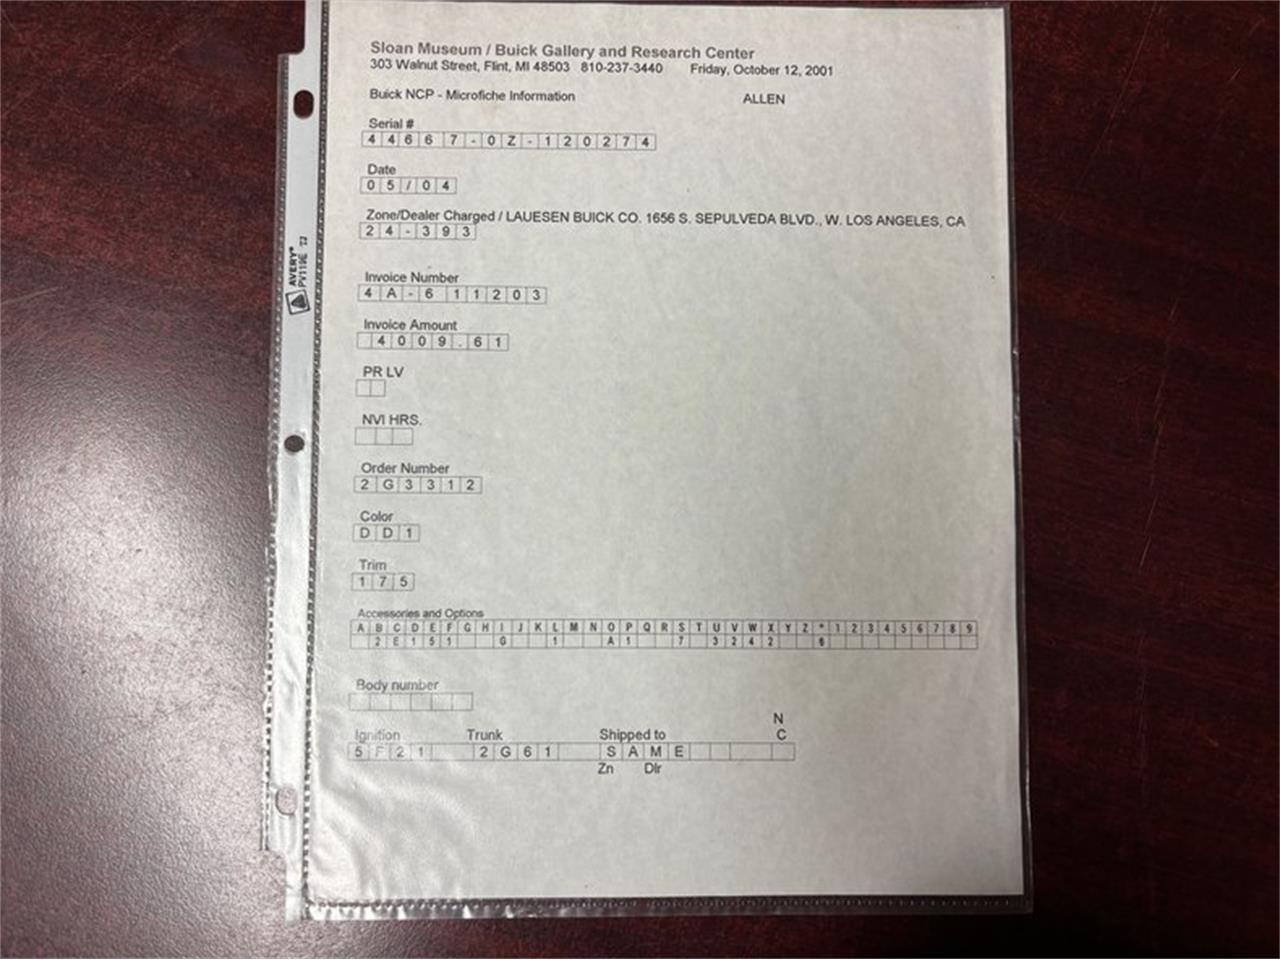 Sloan Museum / Buick Gallery and Research Center
303 Walnut Street, Flint, MI 48503 810-237-3440 Friday, October 12, 2001
Buick NCP - Microfiche Information ALLEN
Serial #
4 4 6 6 7 - 0 Z - 1 2 0 2 7 4
Date
0 5 / 0 4
Zone/Dealer Charged / LAUESEN BUICK CO. 1656 S. SEPULVEDA BLVD., W. LOS ANGELES, CA
2 4 - 3 9 3
Invoice Number
4 A - 6 1 1 2 0 3
Invoice Amount
4 0 0 9 . 6 1
PR LV
NVI HRS.
Order Number
2 G 3 3 1 2
Color
D D 1
Trim
1 7 5
Accessories and Options
A B C D E F G H I J K L M N O P Q R S T U V W X Y Z * 1 2 3 4 5 6 7 8 9
2 E 1 5 1 G 1 A 1 7 3 2 4 2 6
Body number
N
Ignition Trunk Shipped to C
5 F 2 1 2 G 6 1 S A M E
Zn Dlr
AVERY®
PV119E